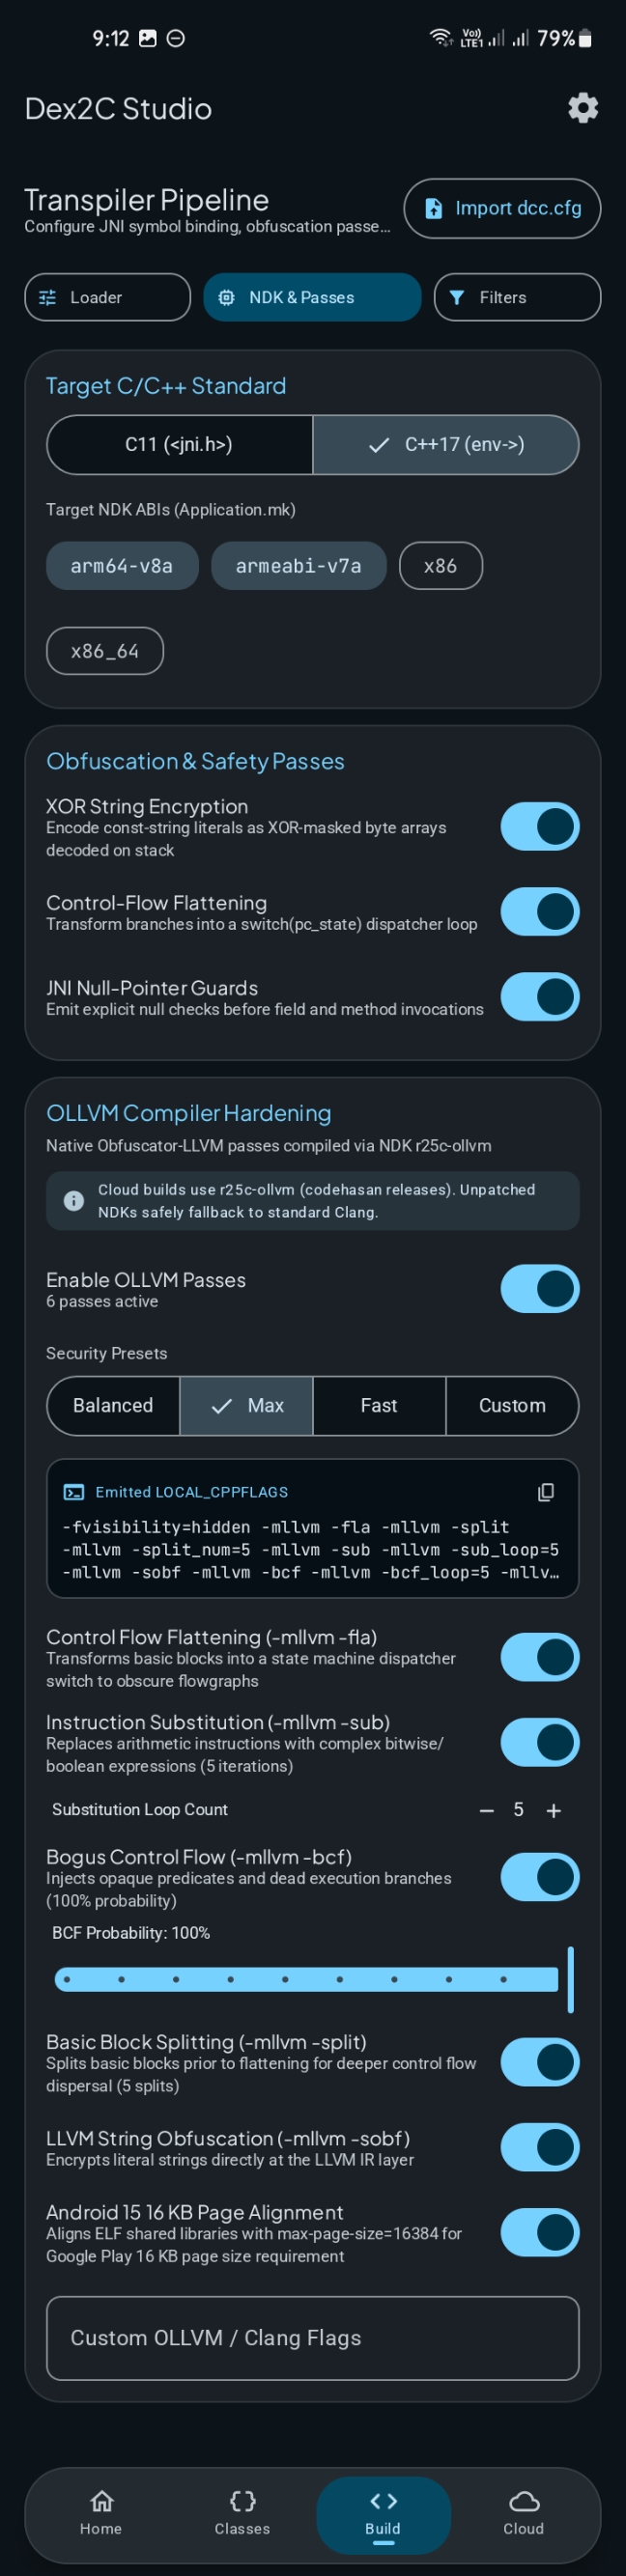 9:12
Vo))
LTE1
79%
Dex2C Studio
Transpiler Pipeline
Configure JNI symbol binding, obfuscation passe...
Import dcc.cfg
Loader
NDK & Passes
Filters
Target C/C++ Standard
C11 (<jni.h>)
C++17 (env->)
Target NDK ABIs (Application.mk)
arm64-v8a
armeabi-v7a
x86
x86_64
Obfuscation & Safety Passes
XOR String Encryption
Encode const-string literals as XOR-masked byte arrays
decoded on stack
Control-Flow Flattening
Transform branches into a switch(pc_state) dispatcher loop
JNI Null-Pointer Guards
Emit explicit null checks before field and method invocations
OLLVM Compiler Hardening
Native Obfuscator-LLVM passes compiled via NDK r25c-ollvm
Cloud builds use r25c-ollvm (codehasan releases). Unpatched
NDKs safely fallback to standard Clang.
Enable OLLVM Passes
6 passes active
Security Presets
Balanced
Max
Fast
Custom
Emitted LOCAL_CPPFLAGS
-fvisibility=hidden -mllvm -fla -mllvm -split
-mllvm -split_num=5 -mllvm -sub -mllvm -sub_loop=5
-mllvm -sobf -mllvm -bcf -mllvm -bcf_loop=5 -mllv…
Control Flow Flattening (-mllvm -fla)
Transforms basic blocks into a state machine dispatcher
switch to obscure flowgraphs
Instruction Substitution (-mllvm -sub)
Replaces arithmetic instructions with complex bitwise/
boolean expressions (5 iterations)
Substitution Loop Count
− 5 +
Bogus Control Flow (-mllvm -bcf)
Injects opaque predicates and dead execution branches
(100% probability)
BCF Probability: 100%
Basic Block Splitting (-mllvm -split)
Splits basic blocks prior to flattening for deeper control flow
dispersal (5 splits)
LLVM String Obfuscation (-mllvm -sobf)
Encrypts literal strings directly at the LLVM IR layer
Android 15 16 KB Page Alignment
Aligns ELF shared libraries with max-page-size=16384 for
Google Play 16 KB page size requirement
Custom OLLVM / Clang Flags
Home
Classes
Build
Cloud